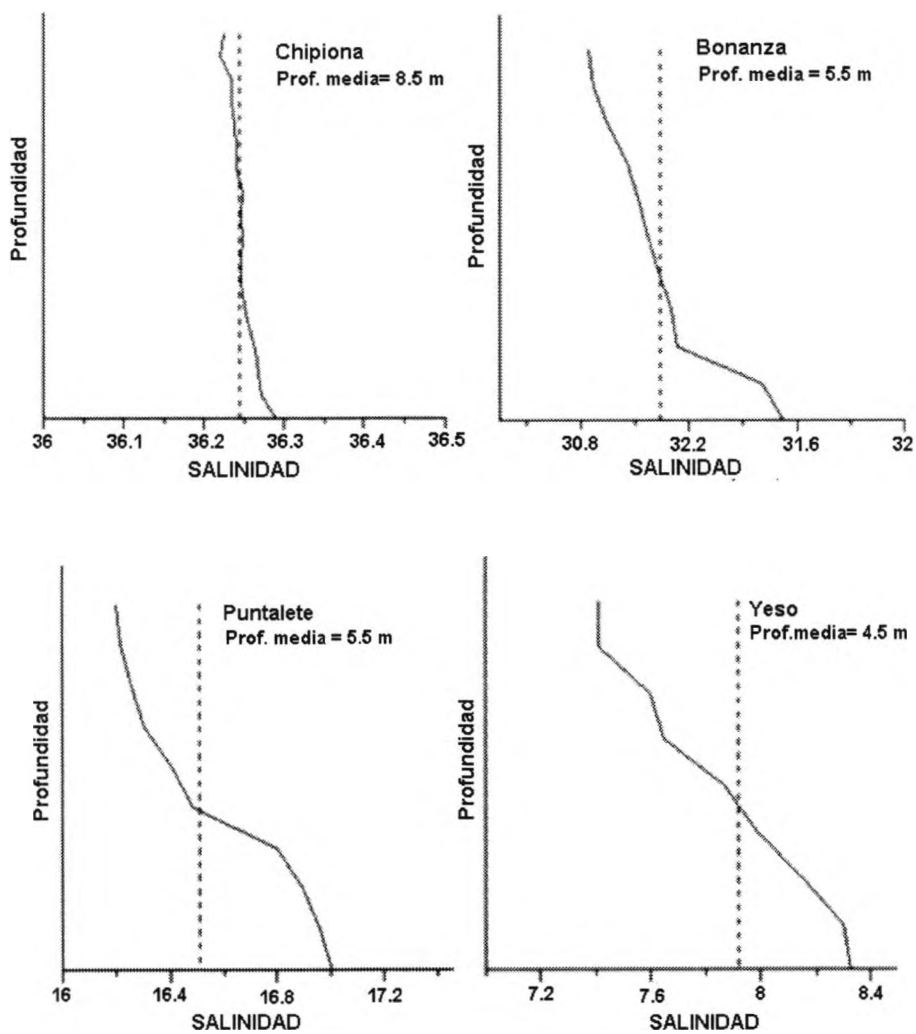 Chipiona
Prof. media= 8.5 m
Profundidad
36 36.1 36.2 36.3 36.4 36.5
SALINIDAD
Bonanza
Prof. media = 5.5 m
Profundidad
30.8 32.2 31.6 32
SALINIDAD
Puntalete
Prof. media = 5.5 m
Profundidad
16 16.4 16.8 17.2
SALINIDAD
Yeso
Prof.media= 4.5 m
Profundidad
7.2 7.6 8 8.4
SALINIDAD